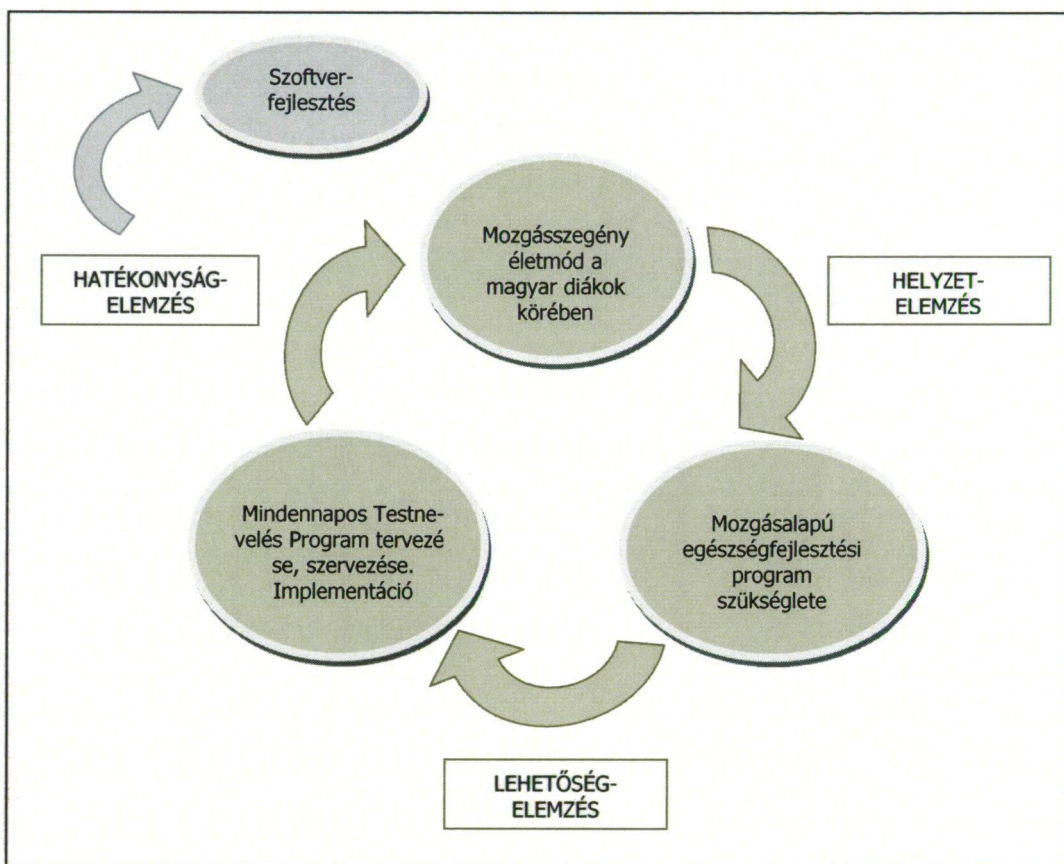 Szoftver-
fejlesztés
Mozgásszegény
életmód a
magyar diákok
körében
HATÉKONYSÁG-
ELEMZÉS
HELYZET-
ELEMZÉS
Mindennapos Testne-
velés Program tervezé
se, szervezése.
Implementáció
Mozgásalapú
egészségfejlesztési
program
szükséglete
LEHETŐSÉG-
ELEMZÉS